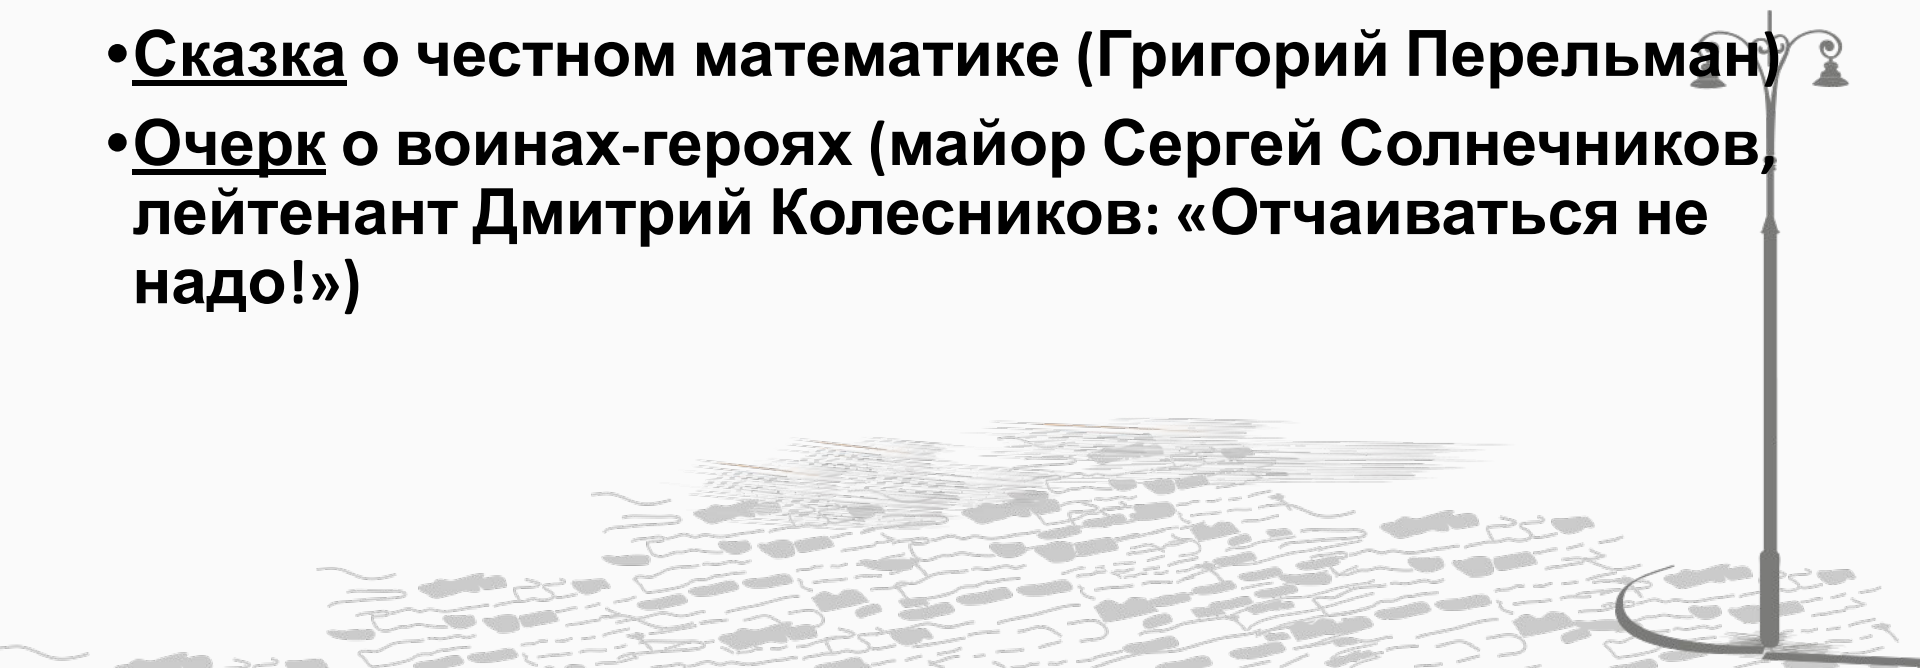 •Сказка о честном математике (Григорий Перельман)
•Очерк о воинах-героях (майор Сергей Солнечников,
лейтенант Дмитрий Колесников: «Отчаиваться не
надо!»)